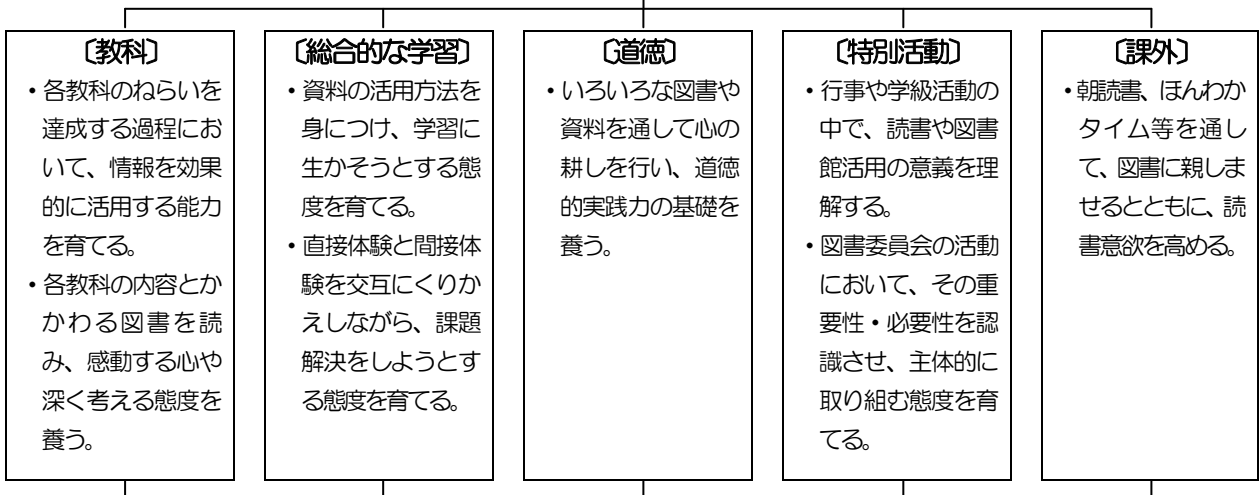 〔教科〕
・各教科のねらいを
達成する過程にお
いて、情報を効果
的に活用する能力
を育てる。
・各教科の内容とか
かわる図書を読
み、感動する心や
深く考える態度を
養う。
〔総合的な学習〕
・資料の活用方法を
身につけ、学習に
生かそうとする態
度を育てる。
・直接体験と間接体
験を交互にくりか
えしながら、課題
解決をしようとす
る態度を育てる。
〔道徳〕
・いろいろな図書や
資料を通して心の
耕しを行い、道徳
的実践力の基礎を
養う。
〔特別活動〕
・行事や学級活動の
中で、読書や図書
館活用の意義を理
解する。
・図書委員会の活動
において、その重
要性・必要性を認
識させ、主体的に
取り組む態度を育
てる。
〔課外〕
・朝読書、ほんわか
タイム等を通し
て、図書に親しま
せるとともに、読
書意欲を高める。